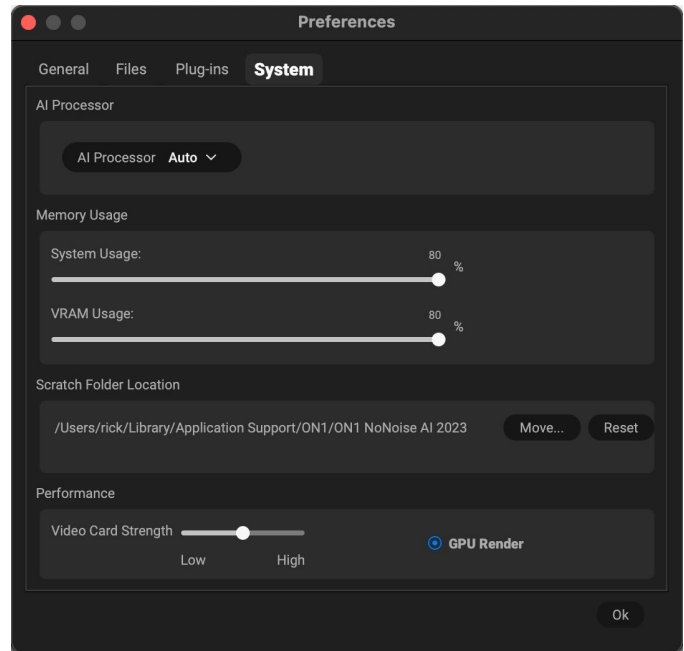 Preferences
General Files Plug-ins System
AI Processor
AI Processor Auto
Memory Usage
System Usage: 80 %
VRAM Usage: 80 %
Scratch Folder Location
/Users/rick/Library/Application Support/ON1/ON1 NoNoise AI 2023 Move... Reset
Performance
Video Card Strength GPU Render
Low High
Ok